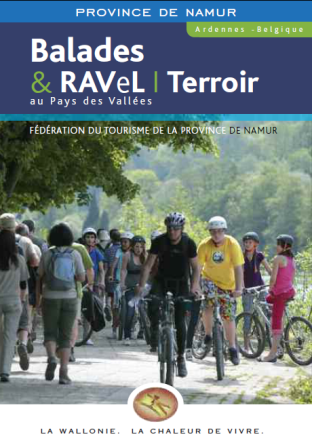 PROVINCE DE NAMUR
Ardennes - Belgique
Balades
& RAVeL | Terroir
au Pays des Vallées
FÉDÉRATION DU TOURISME DE LA PROVINCE DE NAMUR
LA WALLONIE. LA CHALEUR DE VIVRE.